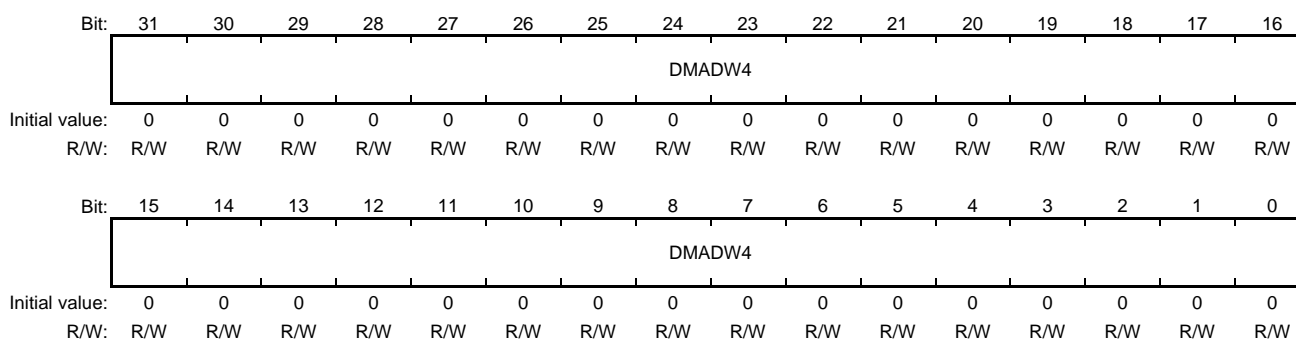 Bit: 31 30 29 28 27 26 25 24 23 22 21 20 19 18 17 16
DMADW4
Initial value: 0 0 0 0 0 0 0 0 0 0 0 0 0 0 0 0
R/W: R/W R/W R/W R/W R/W R/W R/W R/W R/W R/W R/W R/W R/W R/W R/W R/W
Bit: 15 14 13 12 11 10 9 8 7 6 5 4 3 2 1 0
DMADW4
Initial value: 0 0 0 0 0 0 0 0 0 0 0 0 0 0 0 0
R/W: R/W R/W R/W R/W R/W R/W R/W R/W R/W R/W R/W R/W R/W R/W R/W R/W